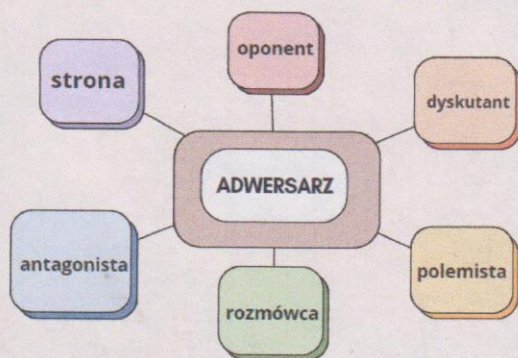 oponent
strona
dyskutant
ADWERSARZ
antagonista
polemista
rozmówca